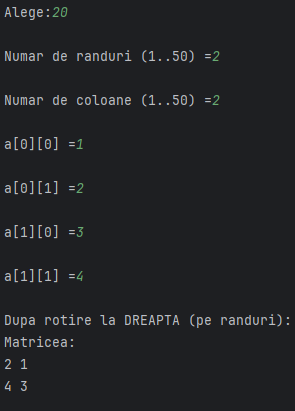 Alege:20
Numar de randuri (1..50) =2
Numar de coloane (1..50) =2
a[0][0] =1
a[0][1] =2
a[1][0] =3
a[1][1] =4
Dupa rotire la DREAPTA (pe randuri):
Matricea:
2 1
4 3